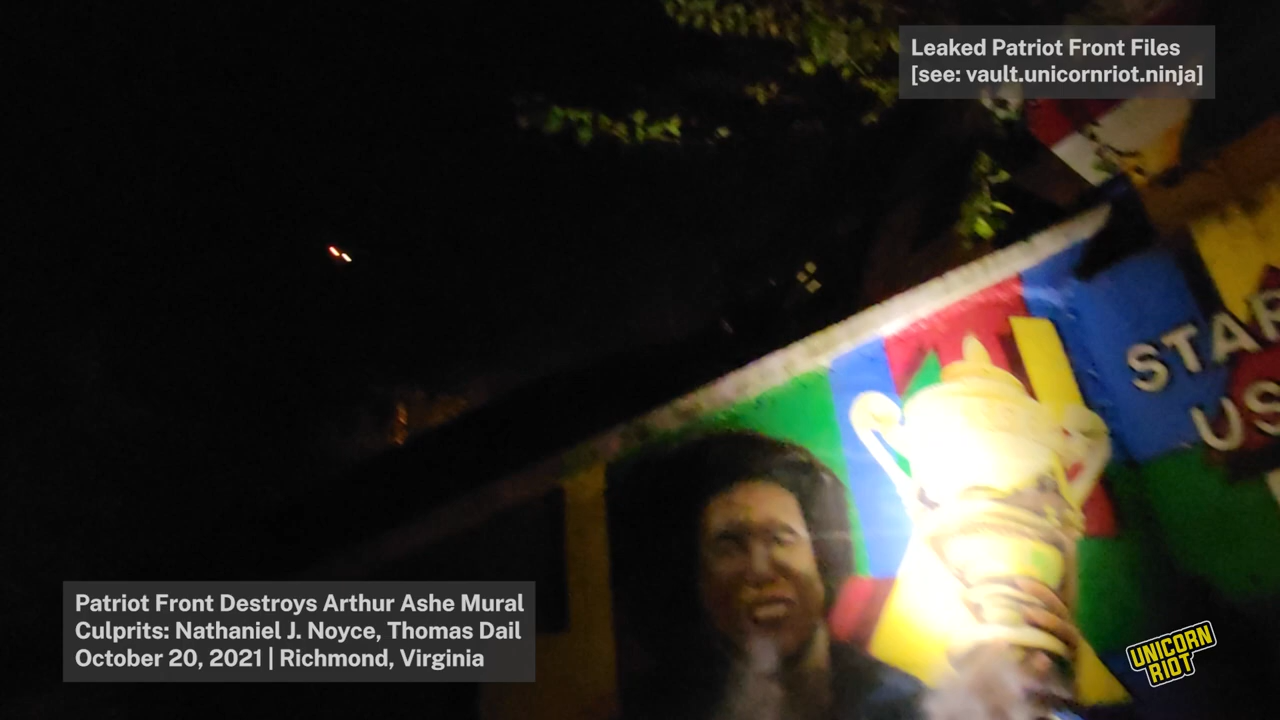 Leaked Patriot Front Files
[see: vault.unicornriot.ninja]
US
Patriot Front Destroys Arthur Ashe Mural
Culprits: Nathaniel J. Noyce, Thomas Dail
October 20, 2021 | Richmond, Virginia
UNICORN
RIOT